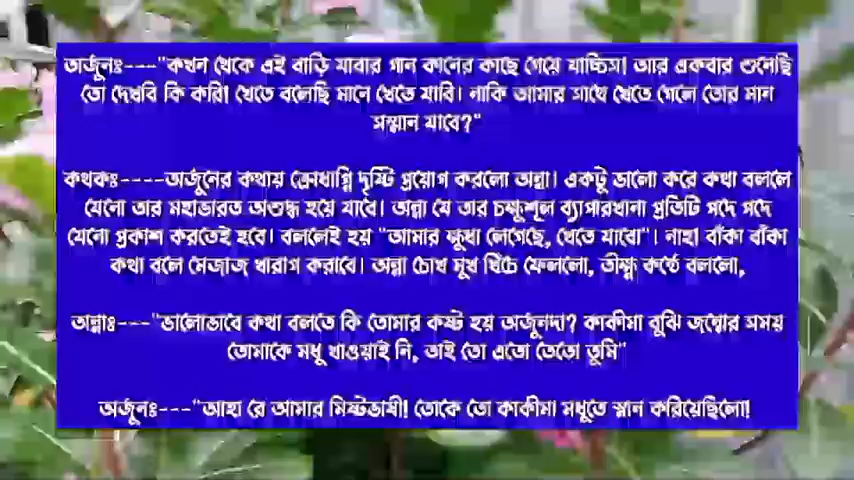 অর্জুনঃ---"কখন থেকে এই বাড়ি যাবার গান কানের কাছে গেয়ে যাচ্চিস! আর একবার শুনেছি
তো দেখবি কি করি! খেতে বলেছি মানে খেতে যাবি। নাকি আমার সাথে খেতে গেলে তোর মান
সম্মান যাবে?"
কথকঃ----অর্জুনের কথায় ক্রোধাগ্নি দৃষ্টি প্রয়োগ করলো অন্না। একটু ভালো করে কথা বললে
যেনো তার মহাভারত অশুদ্ধ হয়ে যাবে। অন্না যে তার চক্ষুশূল ব্যাপারখানা প্রতিটি পদে পদে
যেনো প্রকাশ করতেই হবে। বললেই হয় "আমার ক্ষুধা লেগেছে, খেতে যাবো"। নাহা বাঁকা বাঁকা
কথা বলে মেজাজ খারাগ করাবে। অন্না চোখ মুখ খিঁচে ফেললো, তীক্ষ্ণ কন্ঠে বললো,
অন্নাঃ---"ভালোভাবে কথা বলতে কি তোমার কষ্ট হয় অর্জুনদা? কাকীমা বুঝি জন্মের সময়
তোমাকে মধু খাওয়াই নি, তাই তো এতো তেতো তুমি"
অর্জুনঃ---"আহা রে আমার মিষ্টভাষী! তোকে তো কাকীমা মধুতে স্নান করিয়েছিলো!